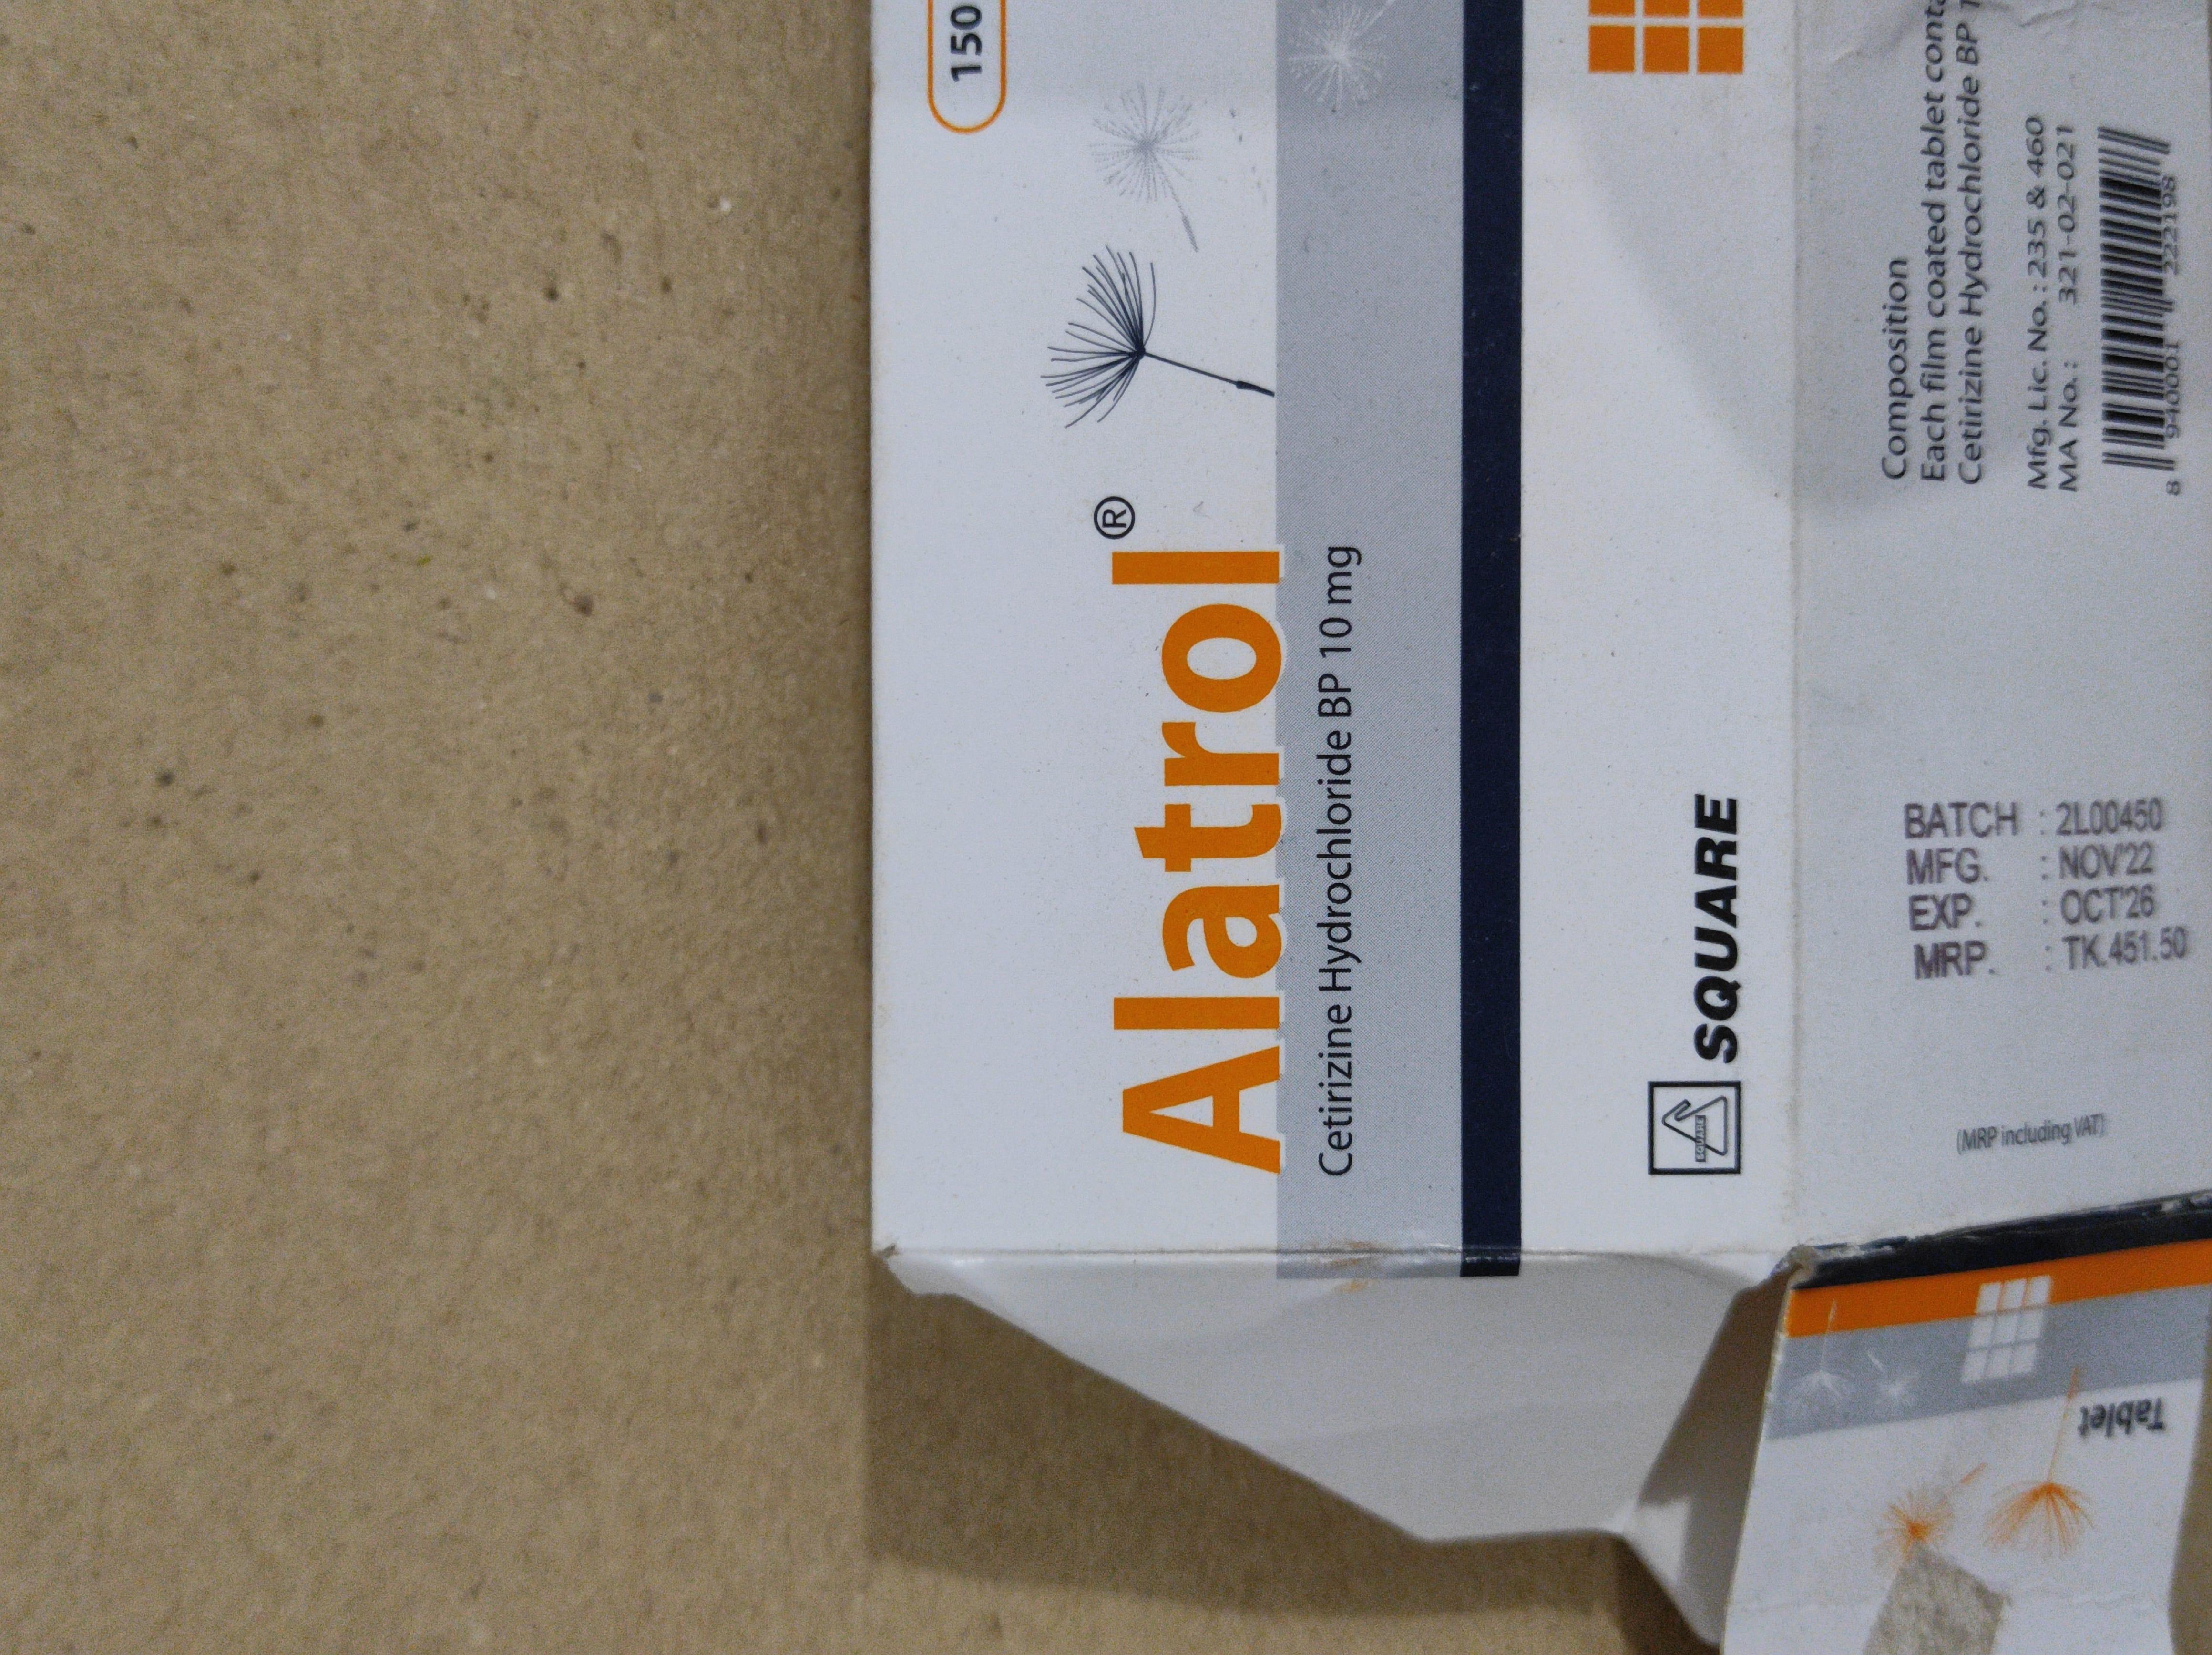 150
Alatrol®
Cetirizine Hydrochloride BP 10 mg
SQUARE
SQUARE
BATCH : 2L00450
MFG. : NOV'22
EXP. : OCT'26
MRP. : TK.451.50
(MRP including VAT)
Composition
Each film coated tablet
Cetirizine Hydrochloride BP
Mfg. Lic. No. : 235 & 460
MA No. : 321-02-021
8 940001 222198
Tablet